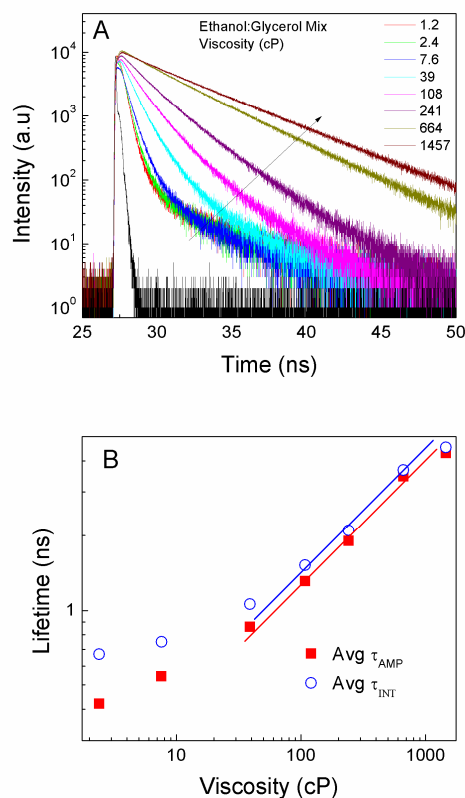 A
Ethanol:Glycerol Mix
Viscosity (cP)
1.2
2.4
7.6
39
108
241
664
1457
Intensity (a.u)
10⁴
10³
10²
10¹
10⁰
25 30 35 40 45 50
Time (ns)
B
Lifetime (ns)
1
Avg τAMP
Avg τINT
10 100 1000
Viscosity (cP)